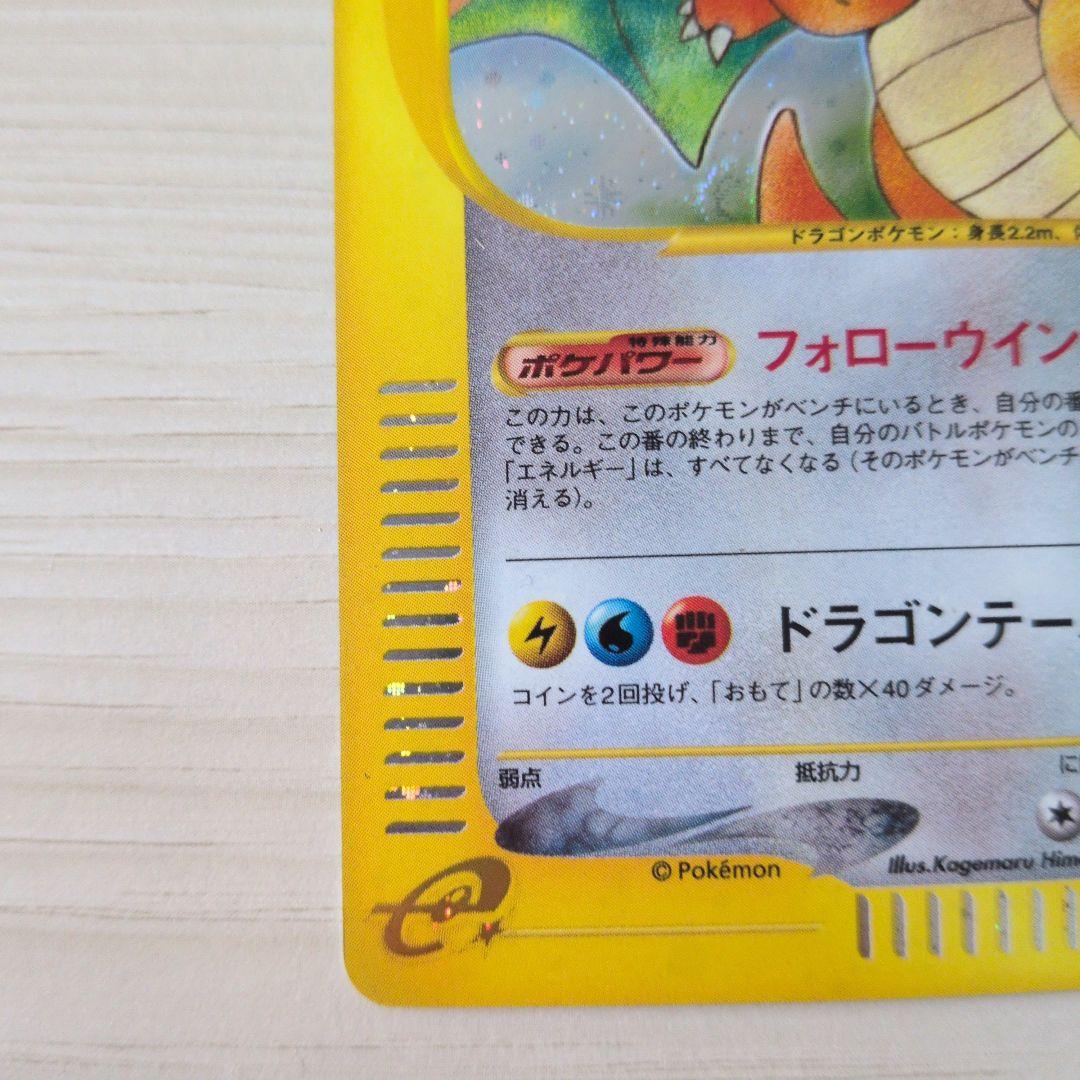 ドラゴンポケモン：身長2.2m、
特殊能力
ポケパワー
フォローウイン
この力は、このポケモンがベンチにいるとき、自分の番
できる。この番の終わりまで、自分のバトルポケモンの
「エネルギー」は、すべてなくなる（そのポケモンがベンチ
消える）。
ドラゴンテー
コインを2回投げ、「おもて」の数×40ダメージ。
弱点 抵抗力 に
© Pokémon
Illus.Kagemaru Him
e